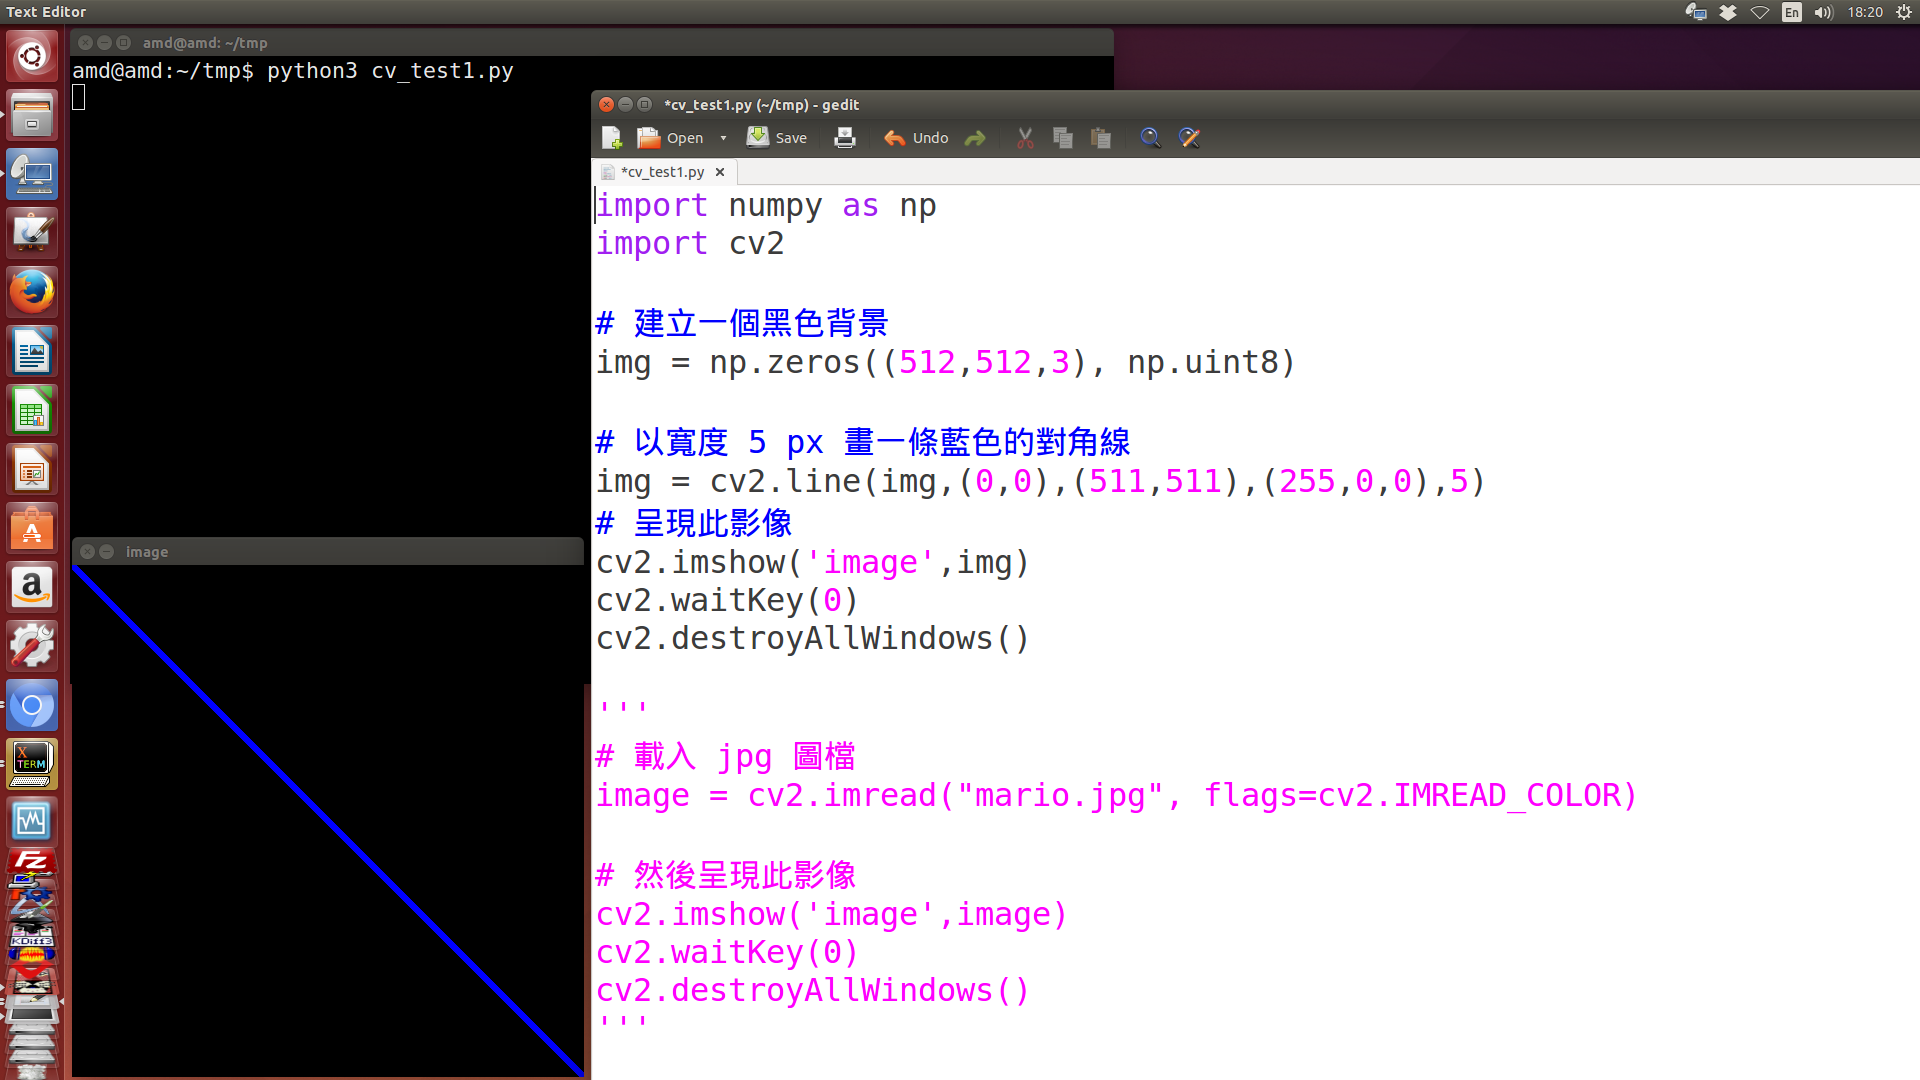 Text Editor
En
18:20
amd@amd: ~/tmp
amd@amd:~/tmp$ python3 cv_test1.py
*cv_test1.py (~/tmp) - gedit
Open
Save
Undo
*cv_test1.py
import numpy as np
import cv2
# 建立一個黑色背景
img = np.zeros((512,512,3), np.uint8)
# 以寬度 5 px 畫一條藍色的對角線
img = cv2.line(img,(0,0),(511,511),(255,0,0),5)
# 呈現此影像
cv2.imshow('image',img)
cv2.waitKey(0)
cv2.destroyAllWindows()
'''
# 載入 jpg 圖檔
image = cv2.imread("mario.jpg", flags=cv2.IMREAD_COLOR)
# 然後呈現此影像
cv2.imshow('image',image)
cv2.waitKey(0)
cv2.destroyAllWindows()
'''
image
A
a
X
TERM
FZ
KDiff3